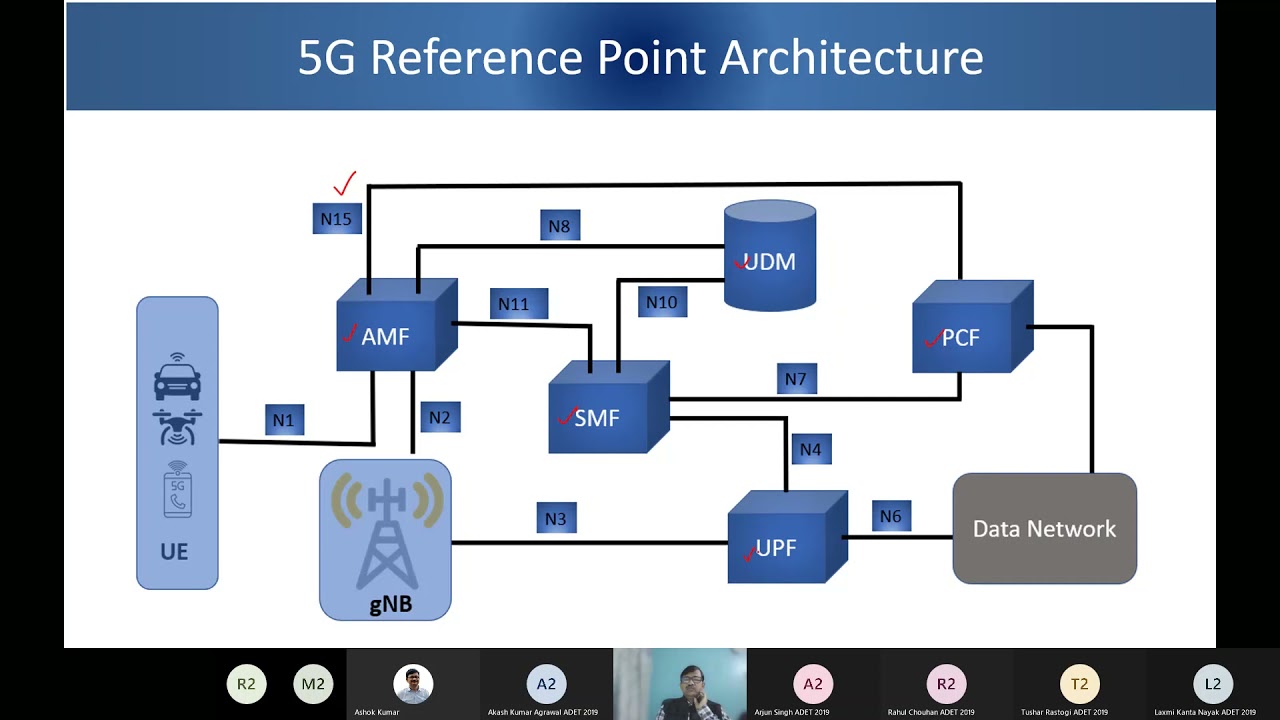 5G Reference Point Architecture
N15
N8
UDM
N11
N10
AMF
PCF
N7
SMF
N1
N2
N4
5G
N3
N6
UE
gNB
UPF
Data Network
R2
M2
Ashok Kumar
A2
Akash Kumar Agrawal ADET 2019
A2
Arjun Singh ADET 2019
R2
Rahul Chouhan ADET 2019
T2
Tushar Rastogi ADET 2019
L2
Laxmi Kanta Nayak ADET 2019